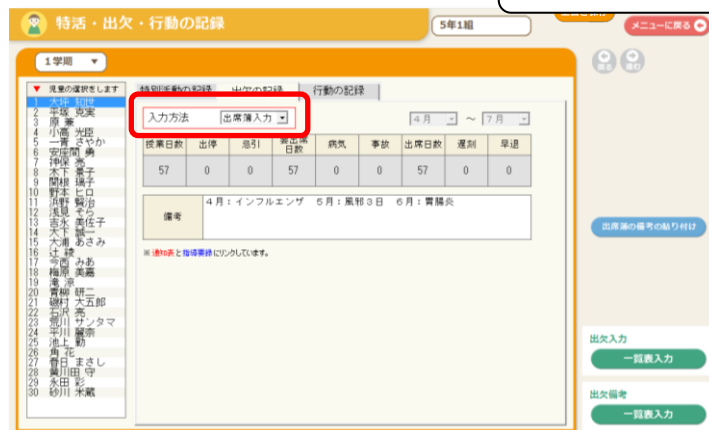 特活・出欠・行動の記録
5年1組
メニューに戻る
1学期 ▼
戻る 進む
▼ 児童の選択をします
特別活動の記録 出欠の記録 行動の記録
1 大坪 知世
2 平塚 克実
3 原 兼
4 小高 光臣
5 一青 さやか
6 安座間 勇
7 神保 亮
8 木下 景子
9 関根 瑞子
10 野本 ヒロ
11 浜野 賢治
12 浅見 そら
13 吉永 美佐子
14 木下 誠一
15 大浦 あさみ
16 辻 綾
17 今西 みあ
18 梅原 美嘉
19 滝 涼
20 青柳 研二
21 磯村 大五郎
22 石沢 亮
23 荒川 サンタマ
24 平川 麗奈
25 池上 勤
26 角 花
27 春日 まさし
28 黄川田 守
29 永田 彩
30 砂川 米蔵
入力方法 出席簿入力
4月 ～ 7月
授業日数 出停 忌引 要出席日数 病気 事故 出席日数 遅刻 早退
57 0 0 57 0 0 57 0 0
備考 4月：インフルエンザ 5月：風邪3日 6月：胃腸炎
※ 通知表と指導要録にリンクしています。
出席簿の備考の貼り付け
出欠入力
一覧表入力
出欠備考
一覧表入力